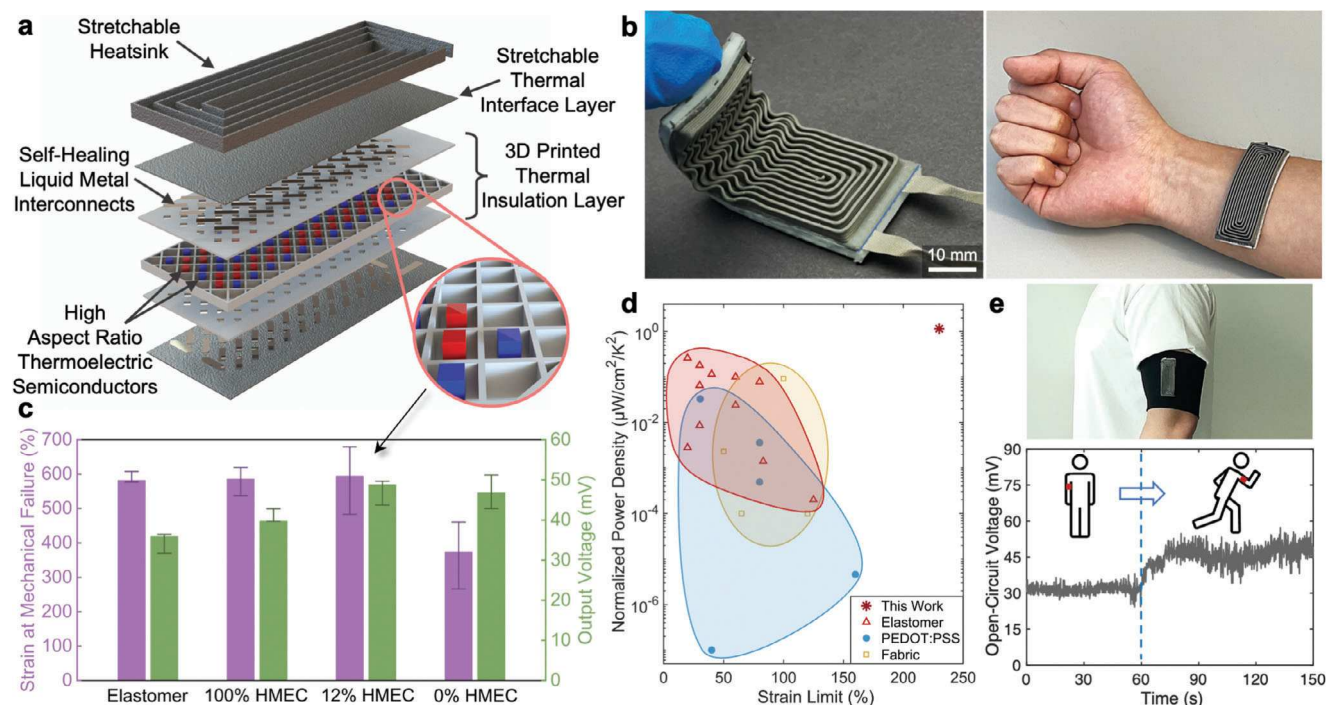 a
Stretchable
Heatsink
Stretchable
Thermal
Interface Layer
Self-Healing
Liquid Metal
Interconnects
3D Printed
Thermal
Insulation Layer
High
Aspect Ratio
Thermoelectric
Semiconductors
b
10 mm
c
Strain at Mechanical Failure (%)
700
600
500
400
300
200
100
0
60
50
40
30
20
10
0
Output Voltage (mV)
Elastomer 100% HMEC 12% HMEC 0% HMEC
d
Normalized Power Density (μW/cm²/K²)
10⁰
10⁻²
10⁻⁴
10⁻⁶
This Work
Elastomer
PEDOT:PSS
Fabric
0 50 100 150 200 250
Strain Limit (%)
e
Open-Circuit Voltage (mV)
90
75
60
45
30
15
0
0 30 60 90 120 150
Time (s)